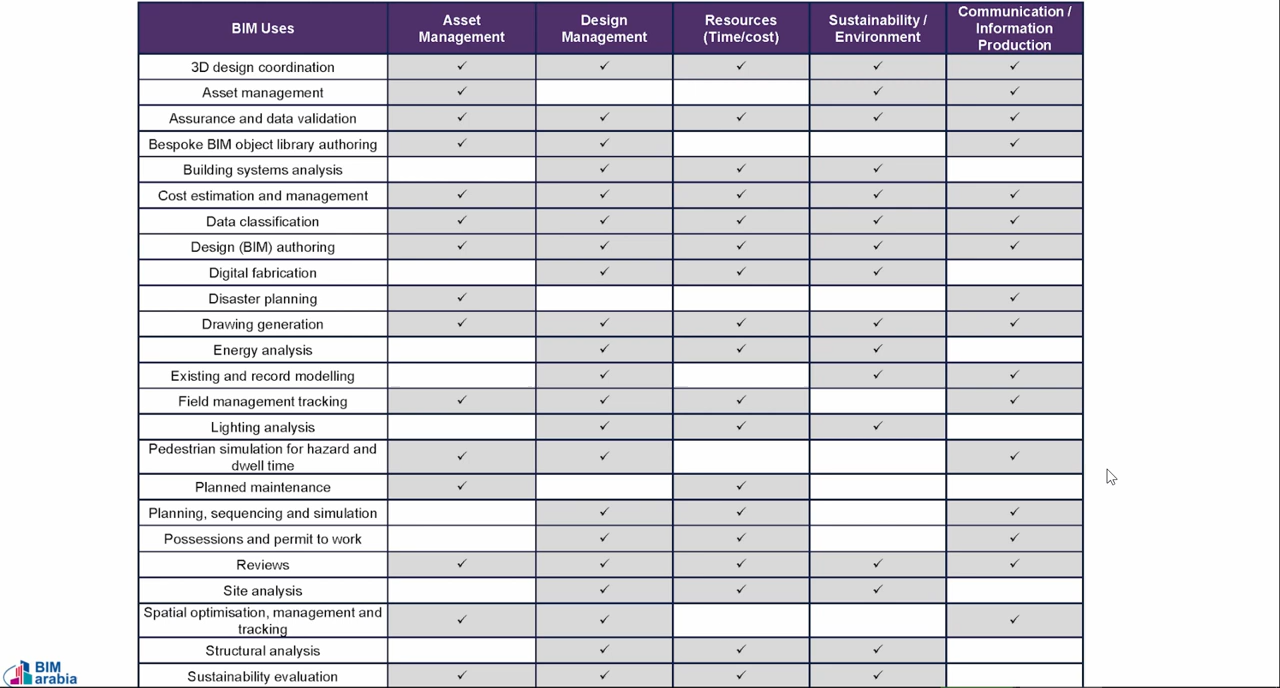 BIM Uses Asset Management Design Management Resources (Time/cost) Sustainability / Environment Communication / Information Production
3D design coordination ✓ ✓ ✓ ✓ ✓
Asset management ✓ ✓ ✓
Assurance and data validation ✓ ✓ ✓ ✓ ✓
Bespoke BIM object library authoring ✓ ✓ ✓
Building systems analysis ✓ ✓ ✓
Cost estimation and management ✓ ✓ ✓ ✓ ✓
Data classification ✓ ✓ ✓ ✓ ✓
Design (BIM) authoring ✓ ✓ ✓ ✓ ✓
Digital fabrication ✓ ✓ ✓
Disaster planning ✓ ✓
Drawing generation ✓ ✓ ✓ ✓ ✓
Energy analysis ✓ ✓ ✓
Existing and record modelling ✓ ✓ ✓
Field management tracking ✓ ✓ ✓ ✓
Lighting analysis ✓ ✓ ✓
Pedestrian simulation for hazard and
dwell time ✓ ✓ ✓
Planned maintenance ✓ ✓
Planning, sequencing and simulation ✓ ✓ ✓
Possessions and permit to work ✓ ✓ ✓
Reviews ✓ ✓ ✓ ✓ ✓
Site analysis ✓ ✓ ✓
Spatial optimisation, management and
tracking ✓ ✓ ✓
Structural analysis ✓ ✓ ✓
Sustainability evaluation ✓ ✓ ✓ ✓
BIM
arabia